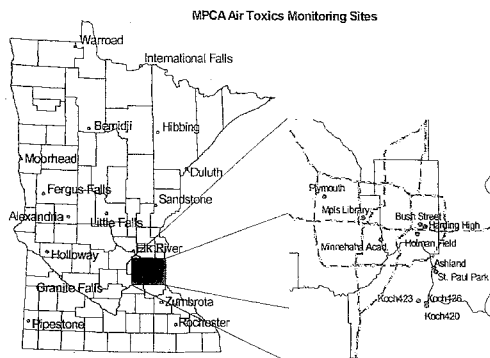 MPCA Air Toxics Monitoring Sites
Warroad
International Falls
Bemidji
Hibbing
Moorhead
Duluth
Fergus Falls
Sandstone
Alexandria
Little Falls
Elk River
Holloway
Granite Falls
Zumbrota
Pipestone
Rochester
Plymouth
Mpls Library
Bush Street
Harding High
Minnehaha Acad.
Holman Field
Ashland
St. Paul Park
Koch423
Koch426
Koch420